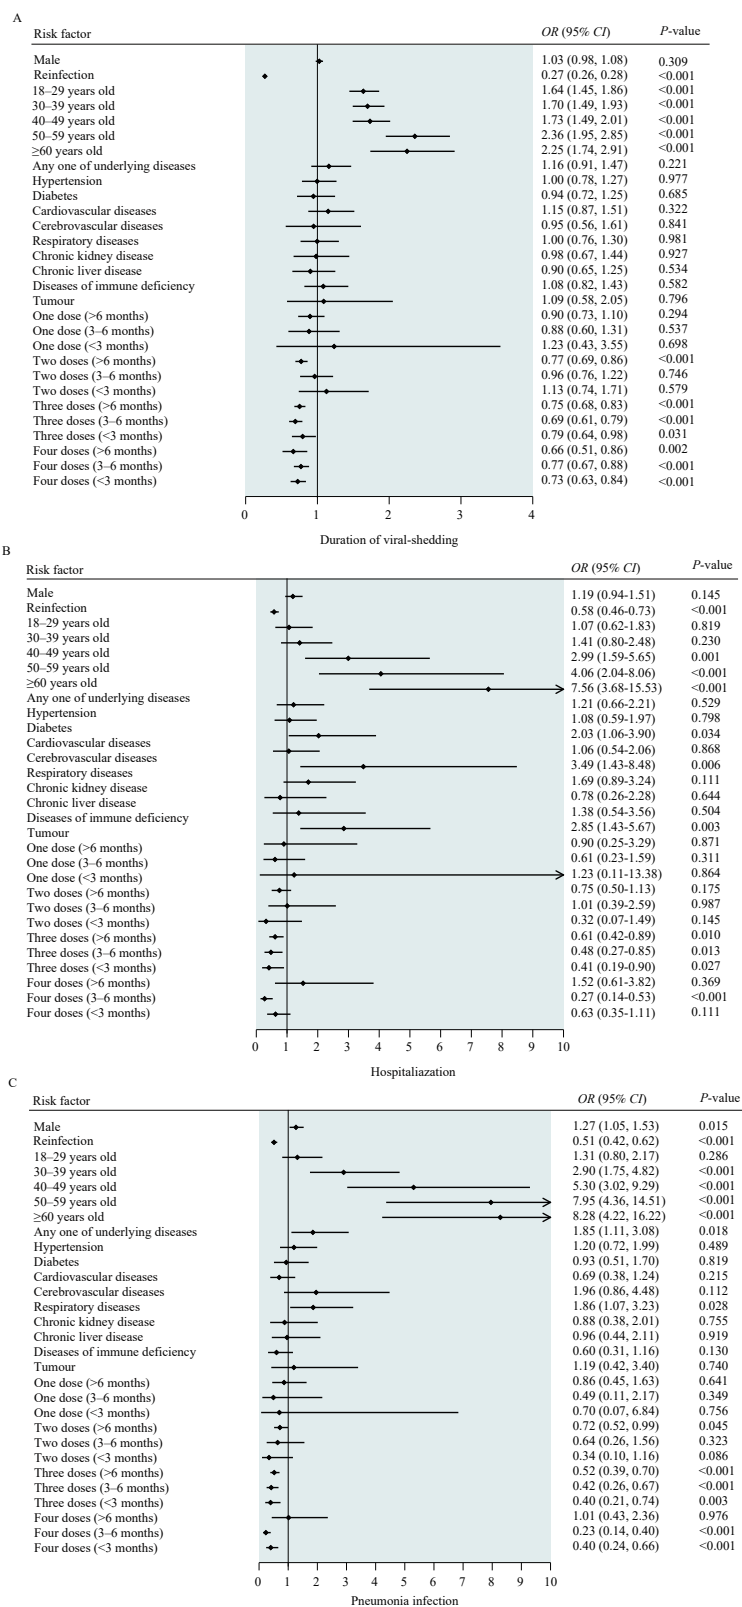 A
Risk factor OR (95% CI) P-value
Male 1.03 (0.98, 1.08) 0.309
Reinfection 0.27 (0.26, 0.28) <0.001
18–29 years old 1.64 (1.45, 1.86) <0.001
30–39 years old 1.70 (1.49, 1.93) <0.001
40–49 years old 1.73 (1.49, 2.01) <0.001
50–59 years old 2.36 (1.95, 2.85) <0.001
≥60 years old 2.25 (1.74, 2.91) <0.001
Any one of underlying diseases 1.16 (0.91, 1.47) 0.221
Hypertension 1.00 (0.78, 1.27) 0.977
Diabetes 0.94 (0.72, 1.25) 0.685
Cardiovascular diseases 1.15 (0.87, 1.51) 0.322
Cerebrovascular diseases 0.95 (0.56, 1.61) 0.841
Respiratory diseases 1.00 (0.76, 1.30) 0.981
Chronic kidney disease 0.98 (0.67, 1.44) 0.927
Chronic liver disease 0.90 (0.65, 1.25) 0.534
Diseases of immune deficiency 1.08 (0.82, 1.43) 0.582
Tumour 1.09 (0.58, 2.05) 0.796
One dose (>6 months) 0.90 (0.73, 1.10) 0.294
One dose (3–6 months) 0.88 (0.60, 1.31) 0.537
One dose (<3 months) 1.23 (0.43, 3.55) 0.698
Two doses (>6 months) 0.77 (0.69, 0.86) <0.001
Two doses (3–6 months) 0.96 (0.76, 1.22) 0.746
Two doses (<3 months) 1.13 (0.74, 1.71) 0.579
Three doses (>6 months) 0.75 (0.68, 0.83) <0.001
Three doses (3–6 months) 0.69 (0.61, 0.79) <0.001
Three doses (<3 months) 0.79 (0.64, 0.98) 0.031
Four doses (>6 months) 0.66 (0.51, 0.86) 0.002
Four doses (3–6 months) 0.77 (0.67, 0.88) <0.001
Four doses (<3 months) 0.73 (0.63, 0.84) <0.001
0 1 2 3 4
Duration of viral-shedding
B
Risk factor OR (95% CI) P-value
Male 1.19 (0.94-1.51) 0.145
Reinfection 0.58 (0.46-0.73) <0.001
18–29 years old 1.07 (0.62-1.83) 0.819
30–39 years old 1.41 (0.80-2.48) 0.230
40–49 years old 2.99 (1.59-5.65) 0.001
50–59 years old 4.06 (2.04-8.06) <0.001
≥60 years old 7.56 (3.68-15.53) <0.001
Any one of underlying diseases 1.21 (0.66-2.21) 0.529
Hypertension 1.08 (0.59-1.97) 0.798
Diabetes 2.03 (1.06-3.90) 0.034
Cardiovascular diseases 1.06 (0.54-2.06) 0.868
Cerebrovascular diseases 3.49 (1.43-8.48) 0.006
Respiratory diseases 1.69 (0.89-3.24) 0.111
Chronic kidney disease 0.78 (0.26-2.28) 0.644
Chronic liver disease 1.38 (0.54-3.56) 0.504
Diseases of immune deficiency 2.85 (1.43-5.67) 0.003
Tumour 0.90 (0.25-3.29) 0.871
One dose (>6 months) 0.61 (0.23-1.59) 0.311
One dose (3–6 months) 1.23 (0.11-13.38) 0.864
One dose (<3 months) 0.75 (0.50-1.13) 0.175
Two doses (>6 months) 1.01 (0.39-2.59) 0.987
Two doses (3–6 months) 0.32 (0.07-1.49) 0.145
Two doses (<3 months) 0.61 (0.42-0.89) 0.010
Three doses (>6 months) 0.48 (0.27-0.85) 0.013
Three doses (3–6 months) 0.41 (0.19-0.90) 0.027
Three doses (<3 months) 1.52 (0.61-3.82) 0.369
Four doses (>6 months) 0.27 (0.14-0.53) <0.001
Four doses (3–6 months) 0.63 (0.35-1.11) 0.111
Four doses (<3 months)
0 1 2 3 4 5 6 7 8 9 10
Hospitaliazation
C
Risk factor OR (95% CI) P-value
Male 1.27 (1.05, 1.53) 0.015
Reinfection 0.51 (0.42, 0.62) <0.001
18–29 years old 1.31 (0.80, 2.17) 0.286
30–39 years old 2.90 (1.75, 4.82) <0.001
40–49 years old 5.30 (3.02, 9.29) <0.001
50–59 years old 7.95 (4.36, 14.51) <0.001
≥60 years old 8.28 (4.22, 16.22) <0.001
Any one of underlying diseases 1.85 (1.11, 3.08) 0.018
Hypertension 1.20 (0.72, 1.99) 0.489
Diabetes 0.93 (0.51, 1.70) 0.819
Cardiovascular diseases 0.69 (0.38, 1.24) 0.215
Cerebrovascular diseases 1.96 (0.86, 4.48) 0.112
Respiratory diseases 1.86 (1.07, 3.23) 0.028
Chronic kidney disease 0.88 (0.38, 2.01) 0.755
Chronic liver disease 0.96 (0.44, 2.11) 0.919
Diseases of immune deficiency 0.60 (0.31, 1.16) 0.130
Tumour 1.19 (0.42, 3.40) 0.740
One dose (>6 months) 0.86 (0.45, 1.63) 0.641
One dose (3–6 months) 0.49 (0.11, 2.17) 0.349
One dose (<3 months) 0.70 (0.07, 6.84) 0.756
Two doses (>6 months) 0.72 (0.52, 0.99) 0.045
Two doses (3–6 months) 0.64 (0.26, 1.56) 0.323
Two doses (<3 months) 0.34 (0.10, 1.16) 0.086
Three doses (>6 months) 0.52 (0.39, 0.70) <0.001
Three doses (3–6 months) 0.42 (0.26, 0.67) <0.001
Three doses (<3 months) 0.40 (0.21, 0.74) 0.003
Four doses (>6 months) 1.01 (0.43, 2.36) 0.976
Four doses (3–6 months) 0.23 (0.14, 0.40) <0.001
Four doses (<3 months) 0.40 (0.24, 0.66) <0.001
0 1 2 3 4 5 6 7 8 9 10
Pneumonia infection